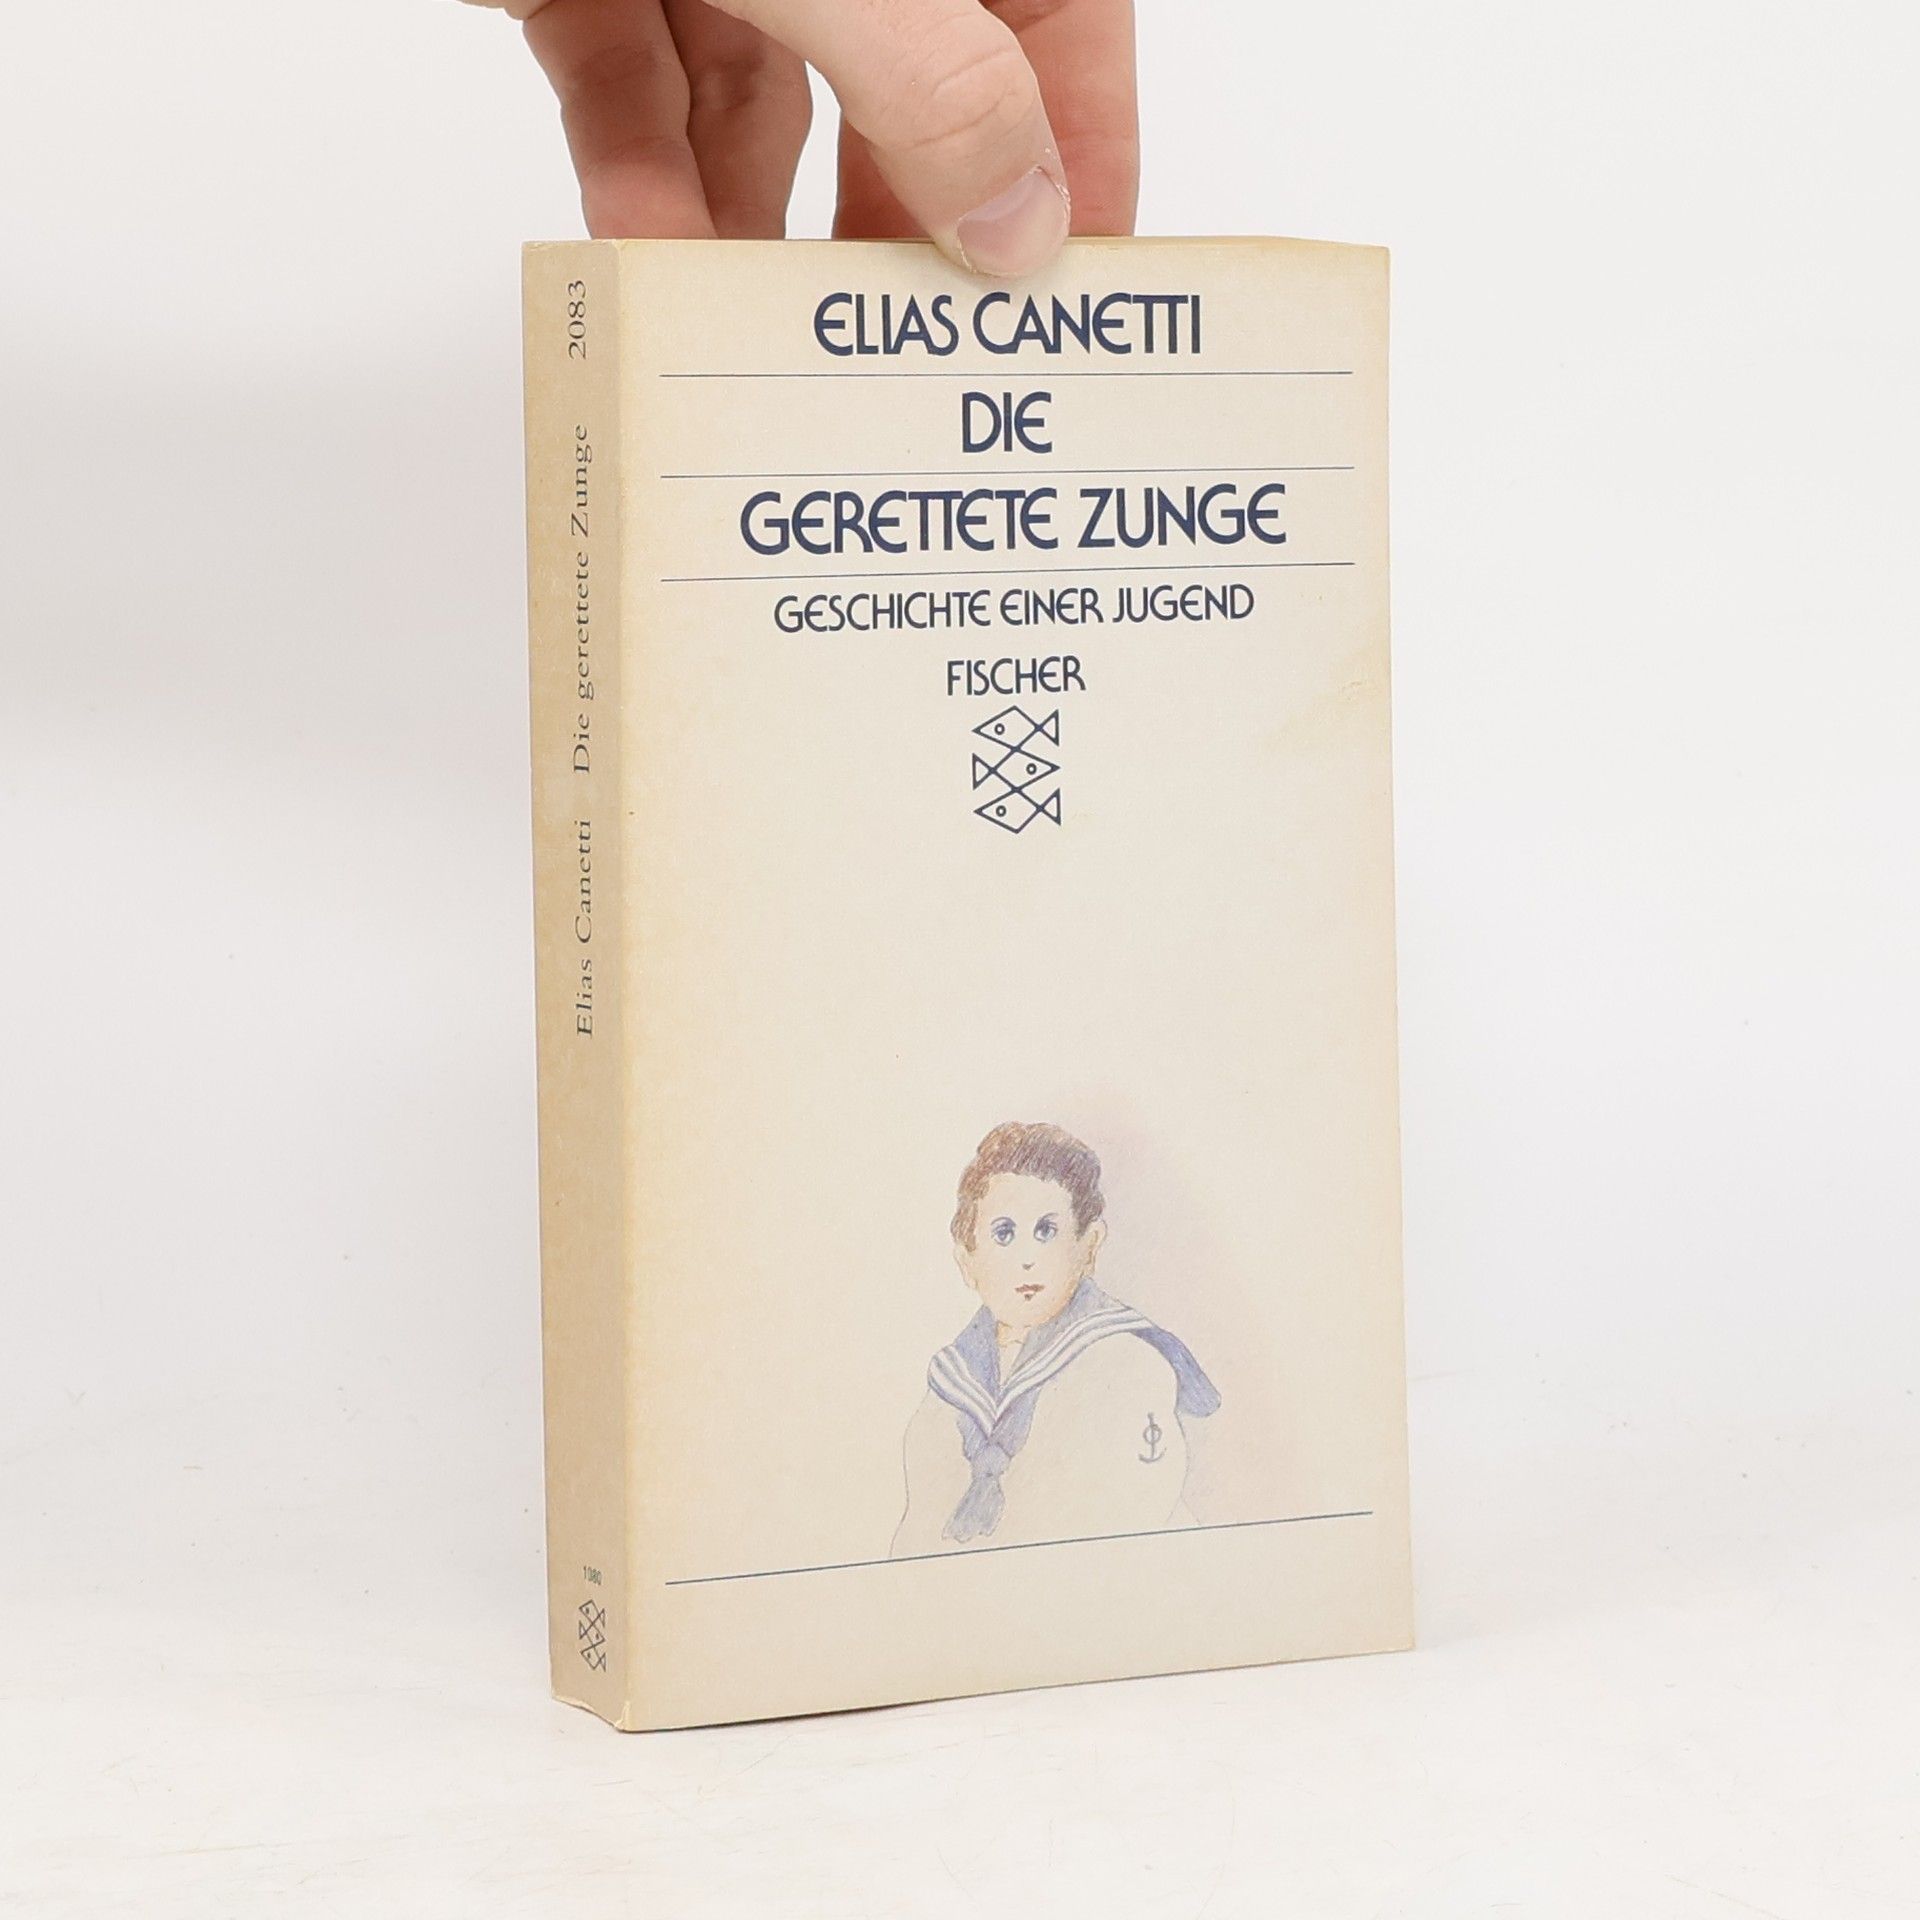 ELIAS CANETTI
DIE
GERETTETE ZUNGE
GESCHICHTE EINER JUGEND
FISCHER
Elias Canetti Die gerettete Zunge 2083
1080